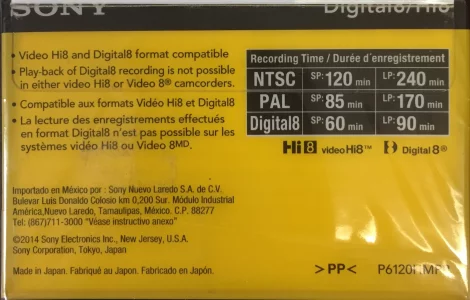 SONY
Digital8/Hi8
• Video Hi8 and Digital8 format compatible
• Play-back of Digital8 recording is not possible
in either video Hi8 or Video 8® camcorders.
• Compatible aux formats Vidéo Hi8 et Digital8
• La lecture des enregistrements effectués
en format Digital8 n'est pas possible sur les
systèmes vidéo Hi8 ou Video 8MD.
Recording Time / Durée d'enregistrement
NTSC SP:120 min LP:240 min
PAL SP:85 min LP:170 min
Digital8 SP:60 min LP:90 min
Hi8 video Hi8™ Digital 8®
Importado en México por : Sony Nuevo Laredo S.A. de C.V.
Bulevar Luis Donaldo Colosio km 0,200 Sur. Módulo Industrial
América,Nuevo Laredo, Tamaulipas, México. C.P. 88277
Tel: (867)711-3000 "Véase instructivo anexo"
©2014 Sony Electronics Inc., New Jersey, U.S.A.
Sony Corporation, Tokyo, Japan
Made in Japan. Fabriqué au Japon. Fabricado en Japón.
>PP<